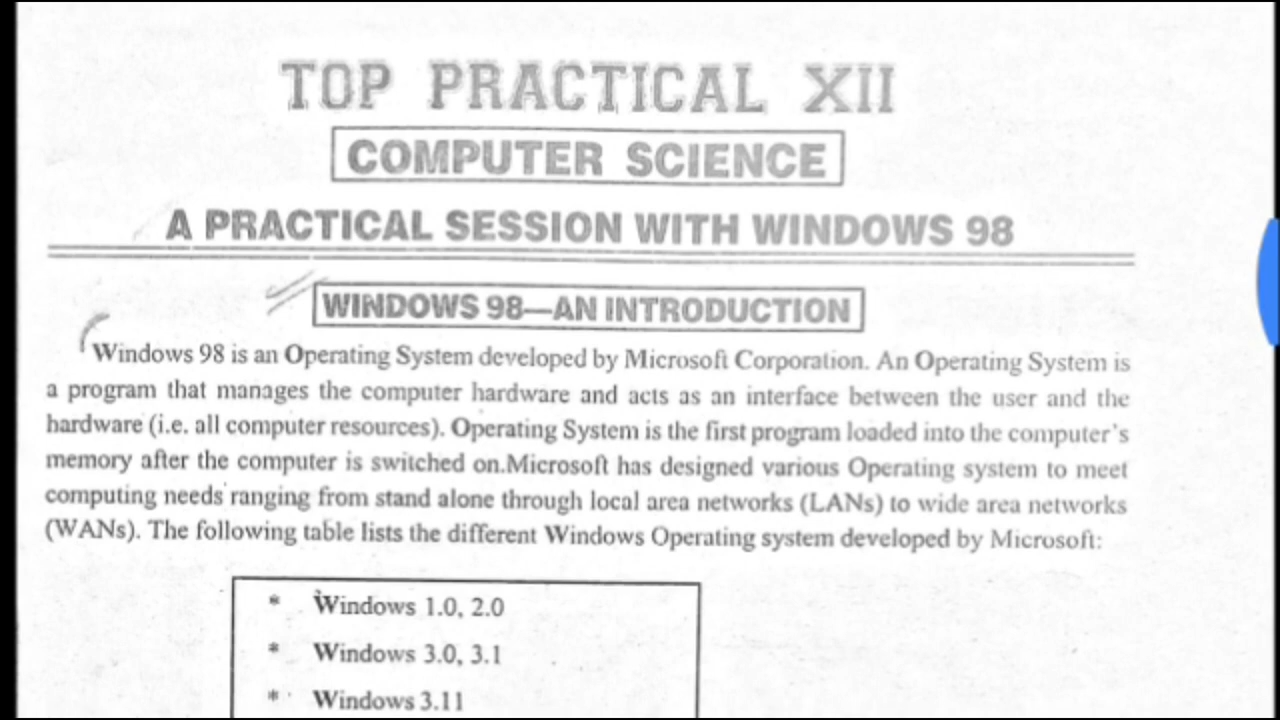 TOP PRACTICAL XII
COMPUTER SCIENCE
A PRACTICAL SESSION WITH WINDOWS 98
WINDOWS 98—AN INTRODUCTION
Windows 98 is an Operating System developed by Microsoft Corporation. An Operating System is
a program that manages the computer hardware and acts as an interface between the user and the
hardware (i.e. all computer resources). Operating System is the first program loaded into the computer's
memory after the computer is switched on.Microsoft has designed various Operating system to meet
computing needs ranging from stand alone through local area networks (LANs) to wide area networks
(WANs). The following table lists the different Windows Operating system developed by Microsoft:
* Windows 1.0, 2.0
* Windows 3.0, 3.1
* Windows 3.11